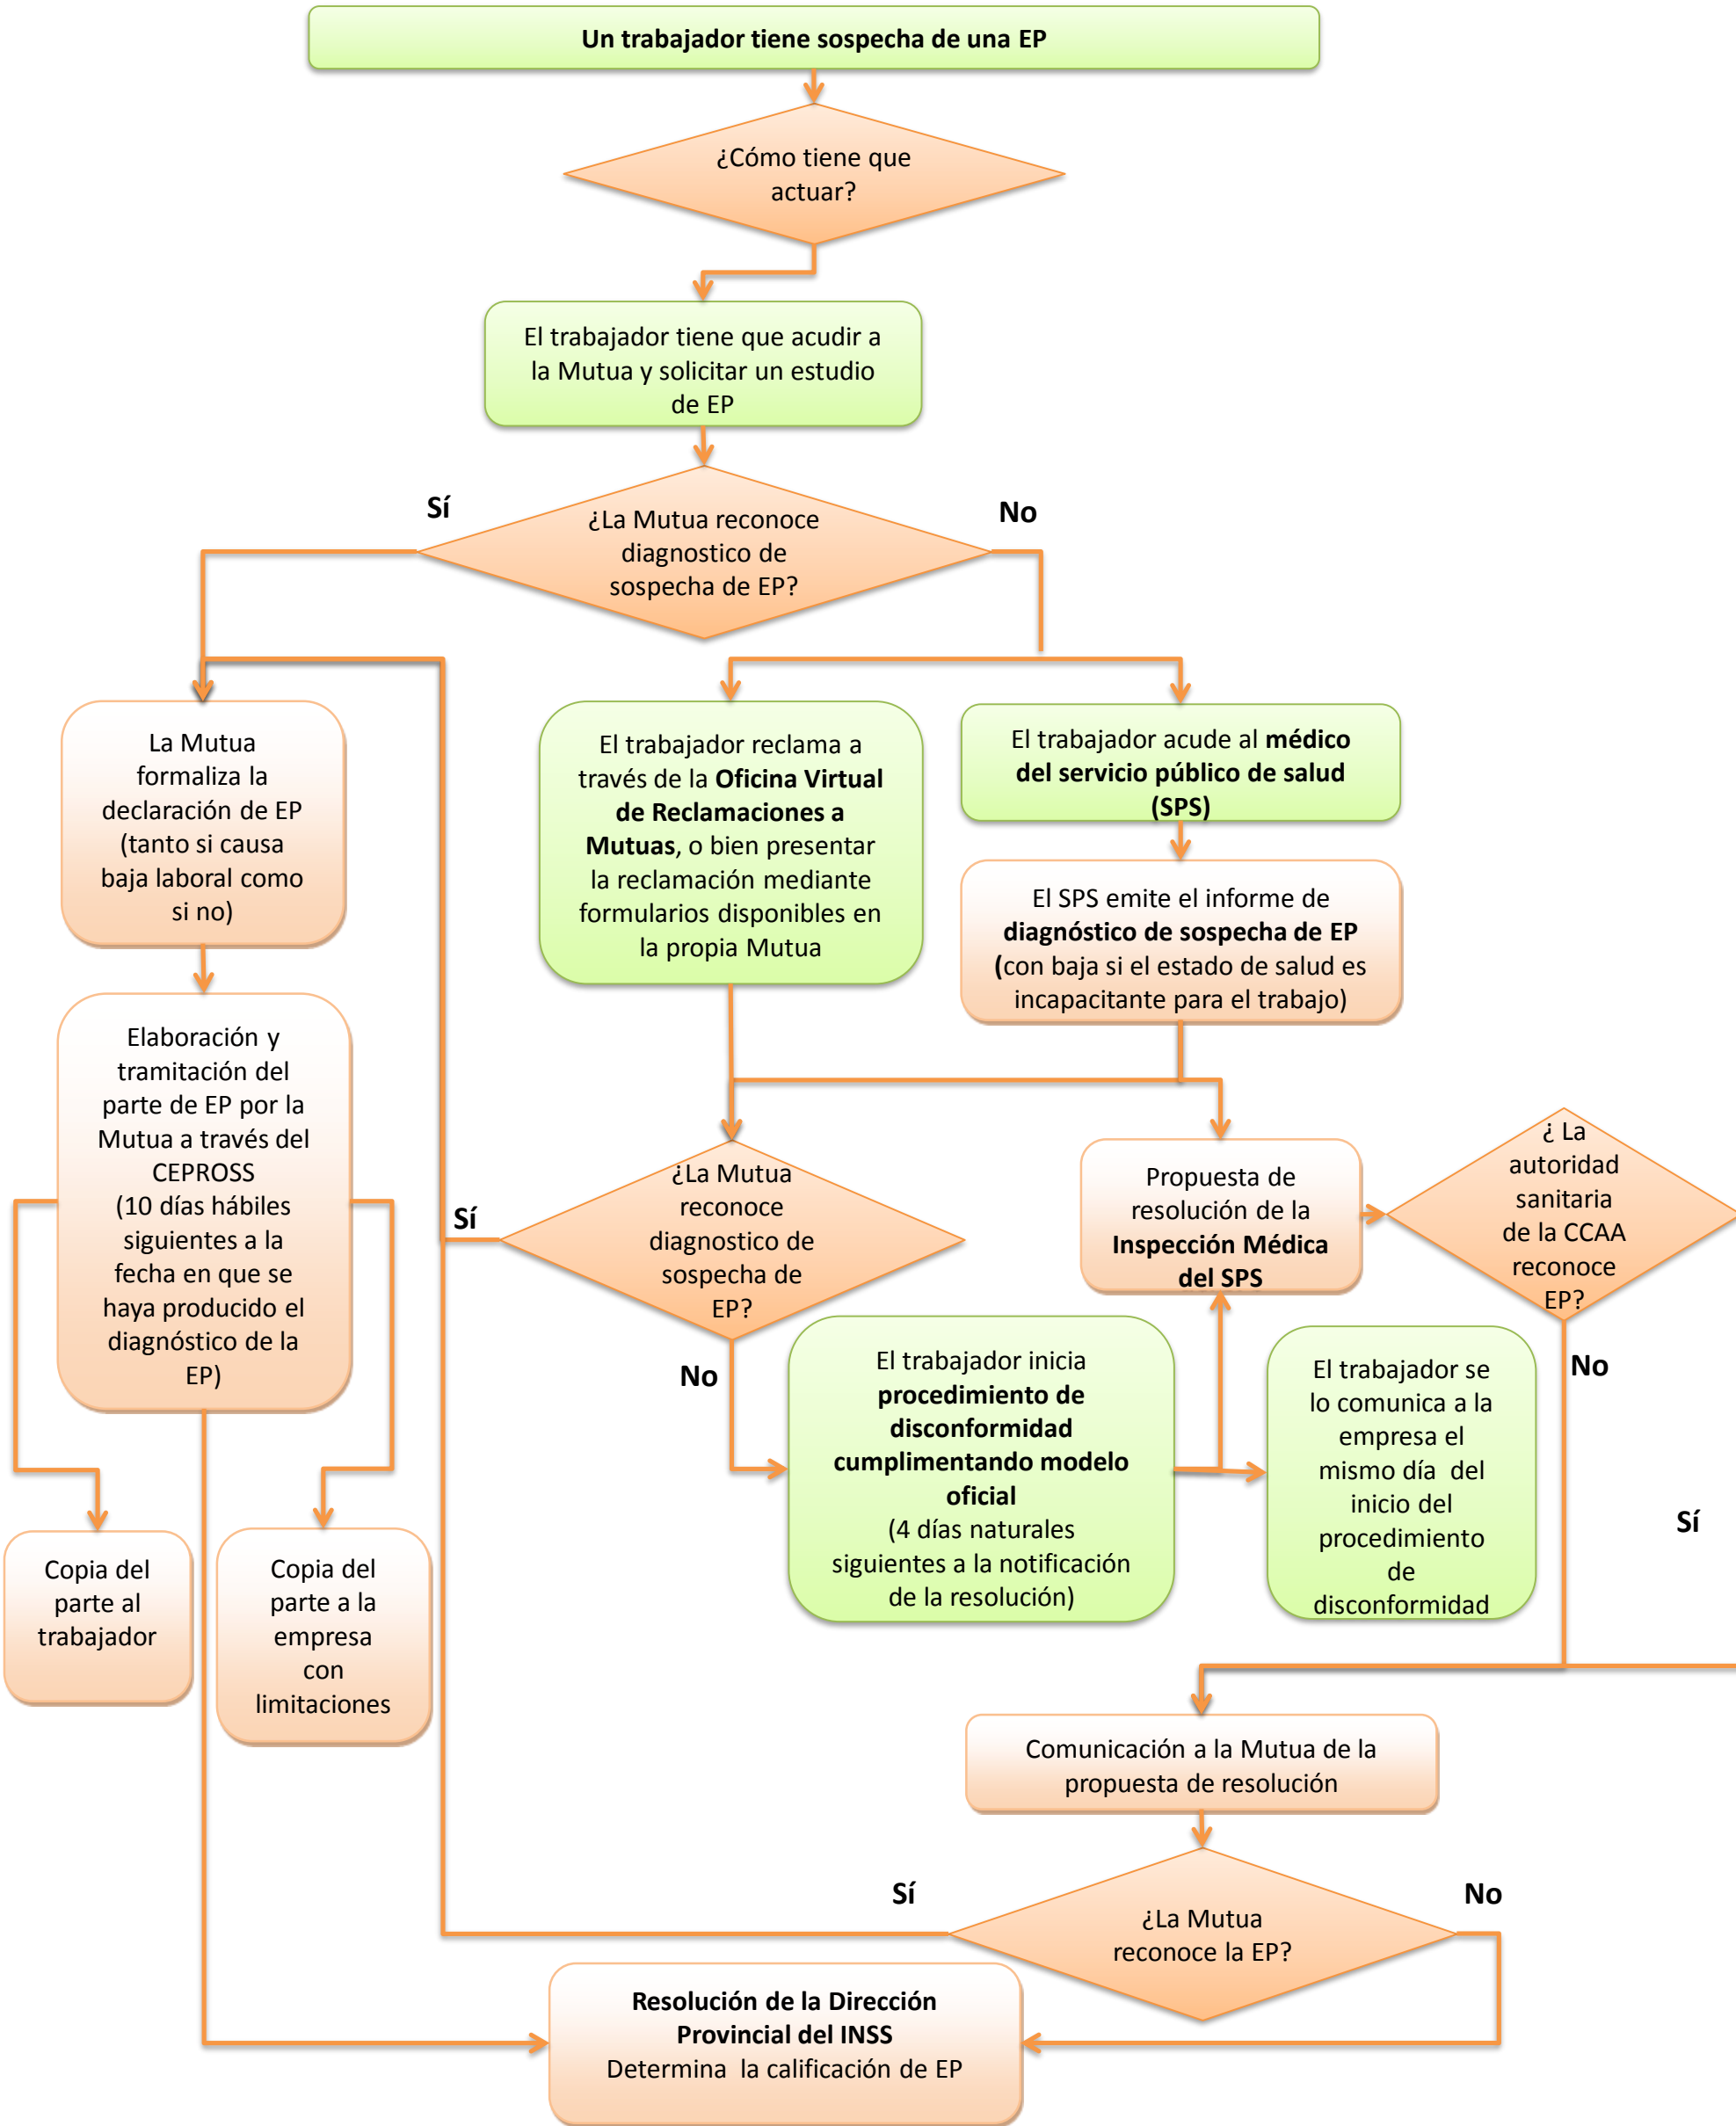 Un trabajador tiene sospecha de una EP
¿Cómo tiene que
actuar?
El trabajador tiene que acudir a
la Mutua y solicitar un estudio
de EP
Sí
No
¿La Mutua reconoce
diagnostico de
sospecha de EP?
La Mutua
formaliza la
declaración de EP
(tanto si causa
baja laboral como
si no)
El trabajador reclama a
través de la Oficina Virtual
de Reclamaciones a
Mutuas, o bien presentar
la reclamación mediante
formularios disponibles en
la propia Mutua
El trabajador acude al médico
del servicio público de salud
(SPS)
El SPS emite el informe de
diagnóstico de sospecha de EP
(con baja si el estado de salud es
incapacitante para el trabajo)
Elaboración y
tramitación del
parte de EP por la
Mutua a través del
CEPROSS
(10 días hábiles
siguientes a la
fecha en que se
haya producido el
diagnóstico de la
EP)
Sí
¿La Mutua
reconoce
diagnostico de
sospecha de
EP?
Propuesta de
resolución de la
Inspección Médica
del SPS
¿ La
autoridad
sanitaria
de la CCAA
reconoce
EP?
No
El trabajador inicia
procedimiento de
disconformidad
cumplimentando modelo
oficial
(4 días naturales
siguientes a la notificación
de la resolución)
El trabajador se
lo comunica a la
empresa el
mismo día del
inicio del
procedimiento
de
disconformidad
No
Sí
Copia del
parte al
trabajador
Copia del
parte a la
empresa
con
limitaciones
Comunicación a la Mutua de la
propuesta de resolución
Sí
No
¿La Mutua
reconoce la EP?
Resolución de la Dirección
Provincial del INSS
Determina la calificación de EP